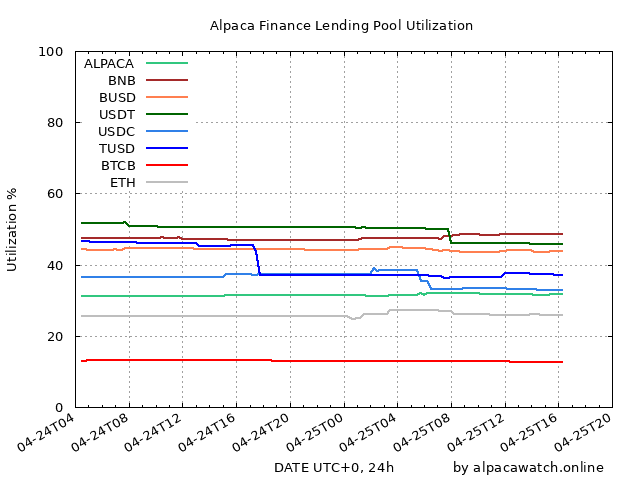 Alpaca Finance Lending Pool Utilization
100
80
60
40
20
0
Utilization %
ALPACA
BNB
BUSD
USDT
USDC
TUSD
BTCB
ETH
04-24T04
04-24T08
04-24T12
04-24T16
04-24T20
04-25T00
04-25T04
04-25T08
04-25T12
04-25T16
04-25T20
DATE UTC+0, 24h
by alpacawatch.online